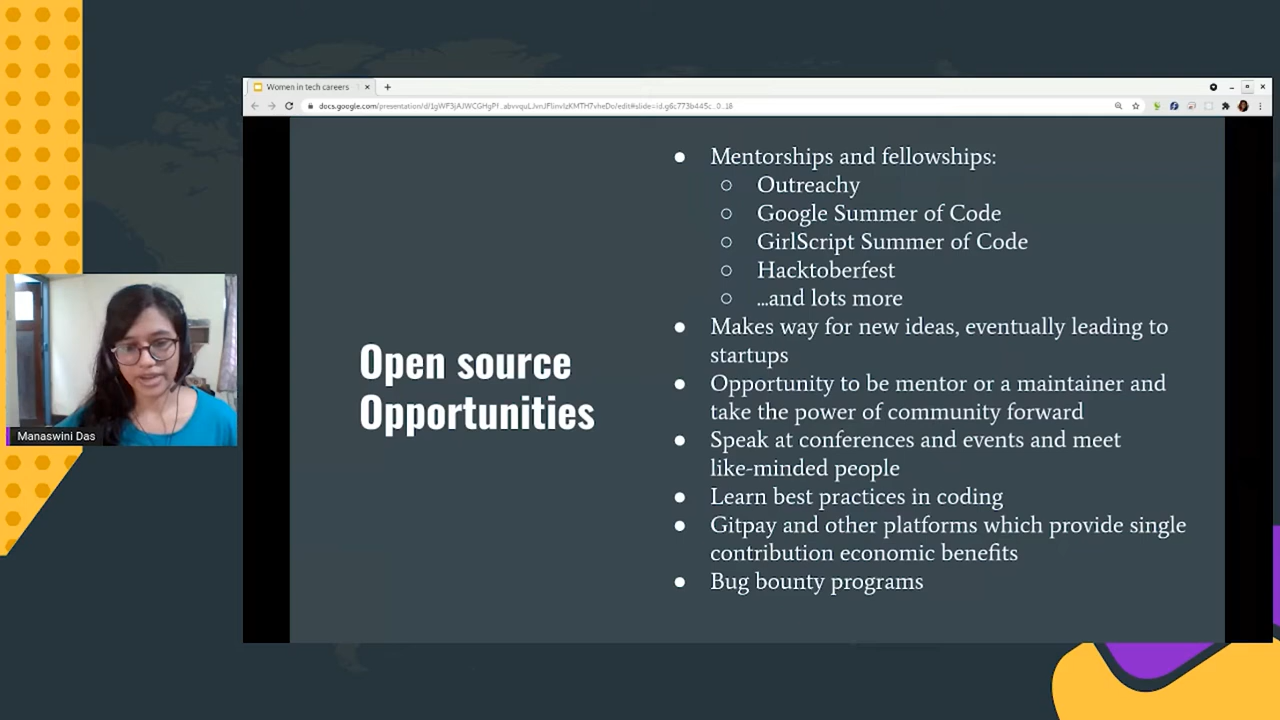 Women in tech careers
Mentorships and fellowships:
Outreachy
Google Summer of Code
GirlScript Summer of Code
Hacktoberfest
...and lots more
Makes way for new ideas, eventually leading to
startups
Opportunity to be mentor or a maintainer and
take the power of community forward
Speak at conferences and events and meet
like-minded people
Learn best practices in coding
Gitpay and other platforms which provide single
contribution economic benefits
Bug bounty programs
Open source
Opportunities
Manaswini Das